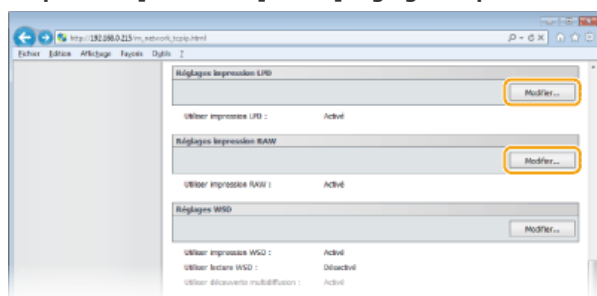 http://192.168.0.215/m_network_tcpip.html
Fichier Edition Affichage Favoris Outils ?
Réglages impression LPD
Modifier...
Utiliser impression LPD : Activé
Réglages impression RAW
Modifier...
Utiliser impression RAW : Activé
Réglages WSD
Modifier...
Utiliser impression WSD : Activé
Utiliser lecture WSD : Désactivé
Utiliser découverte multidiffusion : Activé